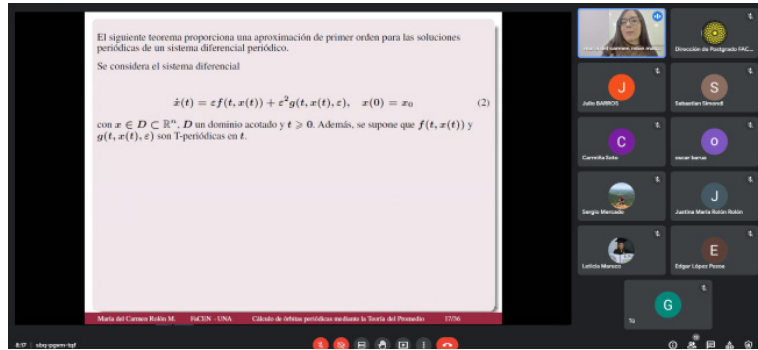 El siguiente teorema proporciona una aproximación de primer orden para las soluciones
periódicas de un sistema diferencial periódico.
Se considera el sistema diferencial
ẋ(t) = εf(t, x(t)) + ε²g(t, x(t), ε), x(0) = x₀ (2)
con x ∈ D ⊂ ℝⁿ, D un dominio acotado y t ⩾ 0. Además, se supone que f(t, x(t)) y
g(t, x(t), ε) son T-periódicas en t.
María del Carmen Rolón M. FaCEN - UNA Cálculo de órbitas periódicas mediante la Teoría del Promedio 17/36
Dirección de Postgrado FAC...
J
Julio BARROS
S
Sebastian Simondi
C
Carmiña Soto
O
oscar barua
Sergio Mercado
J
Justina María Rolón Rolón
Leticia
E
Edgar López Pezoa
G
Tú
8:17